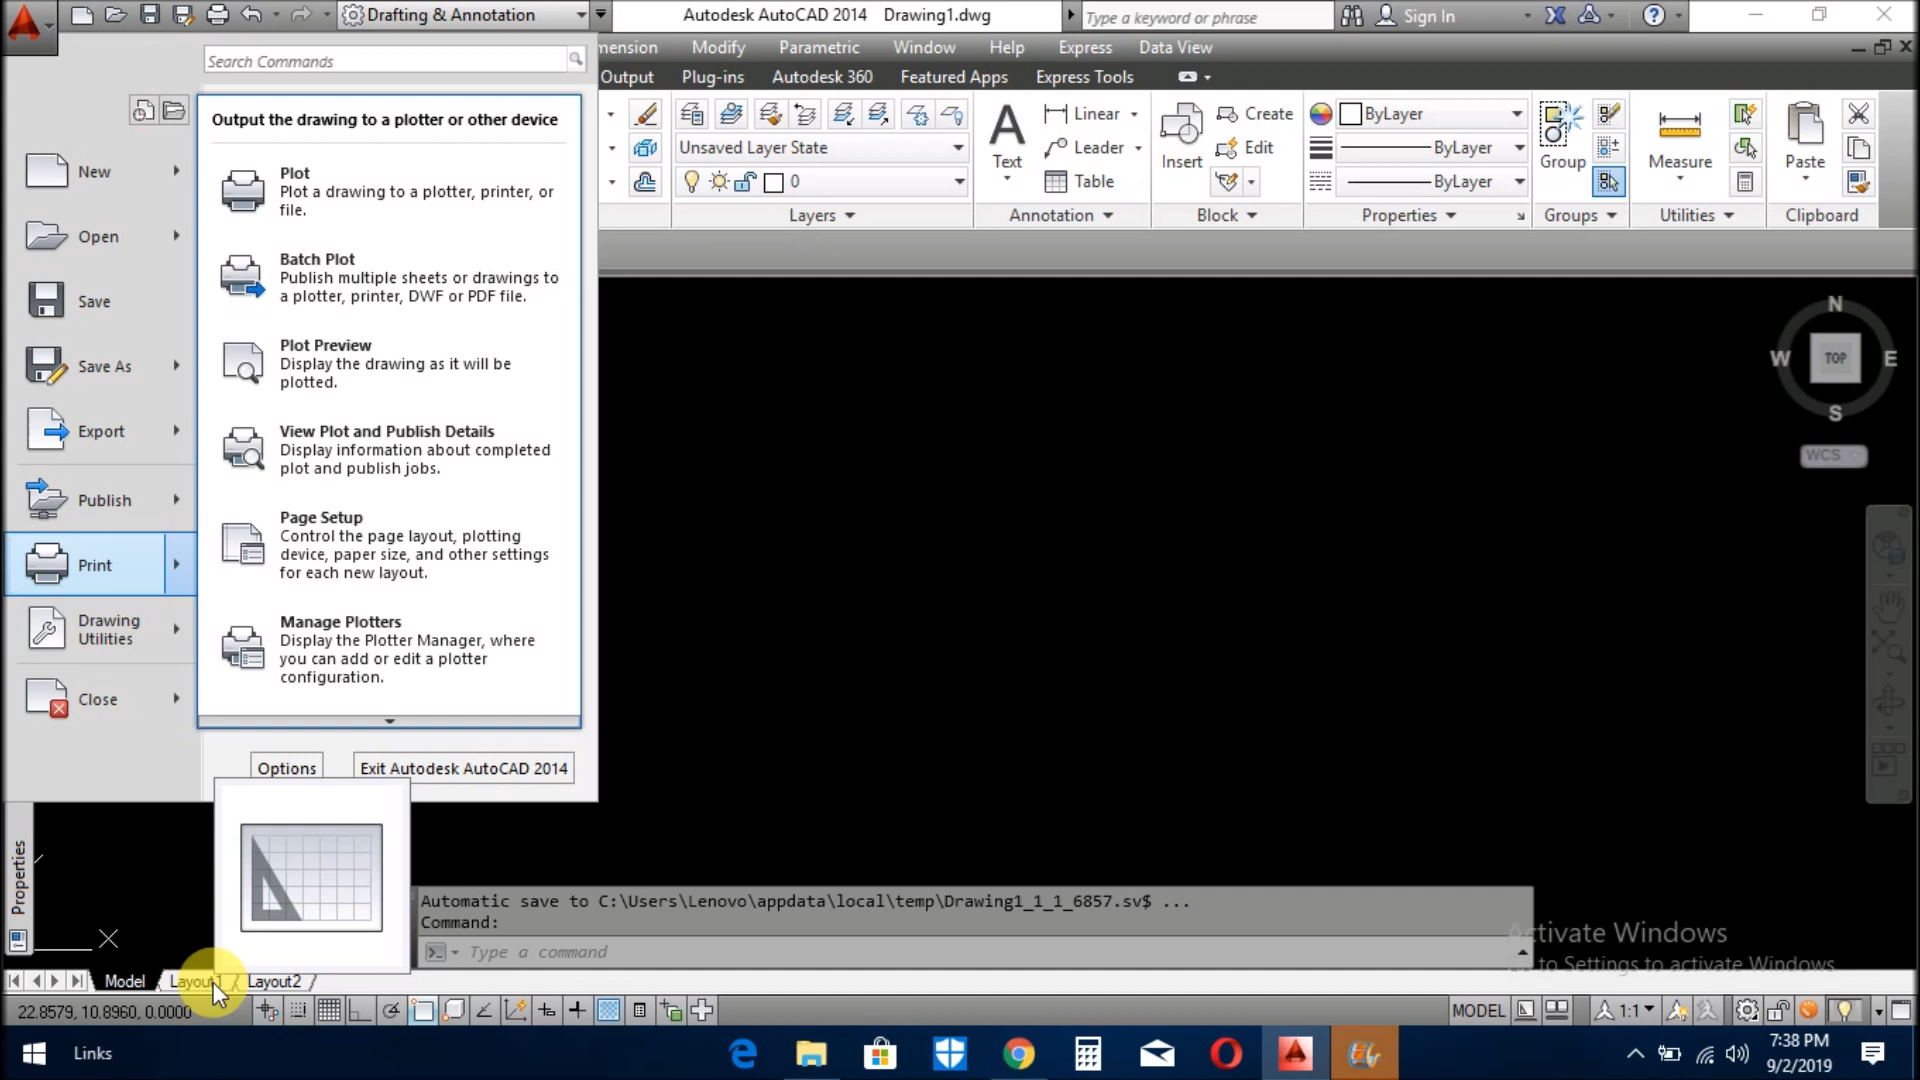 Drafting & Annotation
Autodesk AutoCAD 2014 Drawing1.dwg
Type a keyword or phrase
Sign In
Search Commands
Modify Parametric Window Help Express Data View
Output Plug-ins Autodesk 360 Featured Apps Express Tools
Output the drawing to a plotter or other device
New
Open
Save
Save As
Export
Publish
Print
Drawing
Utilities
Close
Plot
Plot a drawing to a plotter, printer, or
file.
Batch Plot
Publish multiple sheets or drawings to
a plotter, printer, DWF or PDF file.
Plot Preview
Display the drawing as it will be
plotted.
View Plot and Publish Details
Display information about completed
plot and publish jobs.
Page Setup
Control the page layout, plotting
device, paper size, and other settings
for each new layout.
Manage Plotters
Display the Plotter Manager, where
you can add or edit a plotter
configuration.
Options
Exit Autodesk AutoCAD 2014
Unsaved Layer State
0
Layers
Text
Linear
Leader
Table
Annotation
Insert
Create
Edit
Block
ByLayer
ByLayer
ByLayer
Properties
Group
Groups
Measure
Utilities
Paste
Clipboard
N
W TOP E
S
WCS
Properties
Automatic save to C:\Users\Lenovo\appdata\local\temp\Drawing1_1_1_6857.sv$ ...
Command:
Type a command
Activate Windows
to Settings to activate Windows.
Model Layout1 Layout2
22.8579, 10.8960, 0.0000
MODEL
1:1
Links
7:38 PM
9/2/2019